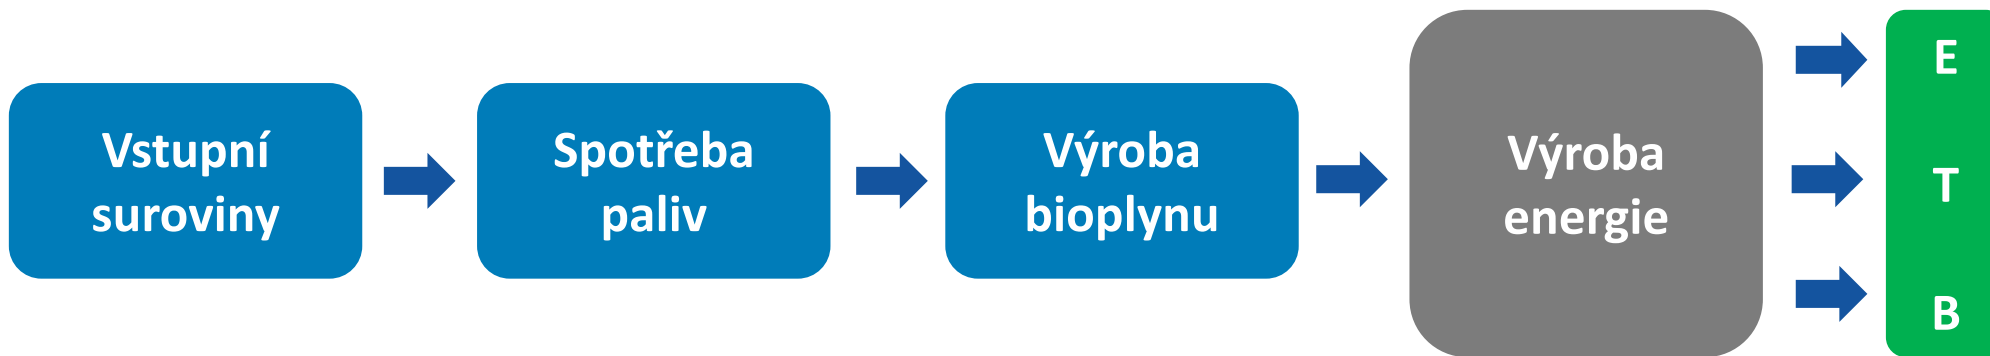 Vstupní
suroviny
Spotřeba
paliv
Výroba
bioplynu
Výroba
energie
E
T
B